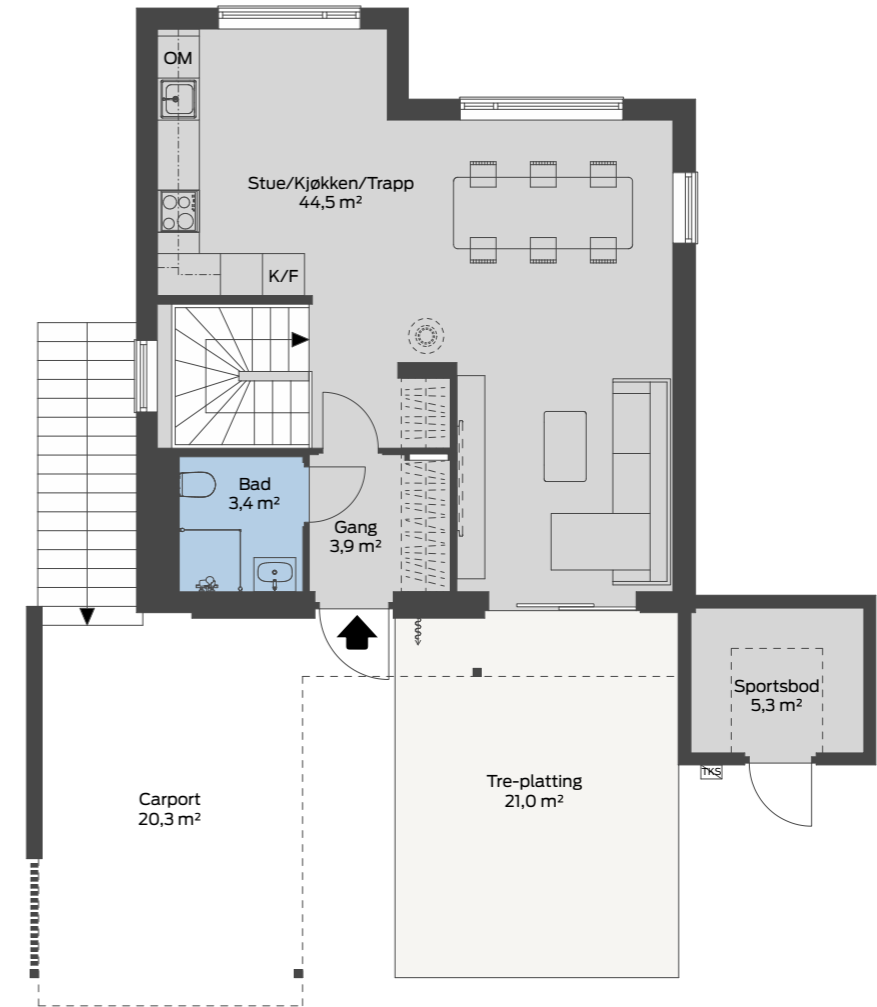 OM
Stue/Kjøkken/Trapp
44,5 m²
K/F
Bad
3,4 m²
Gang
3,9 m²
Sportsbod
5,3 m²
TKS
Tre-platting
21,0 m²
Carport
20,3 m²